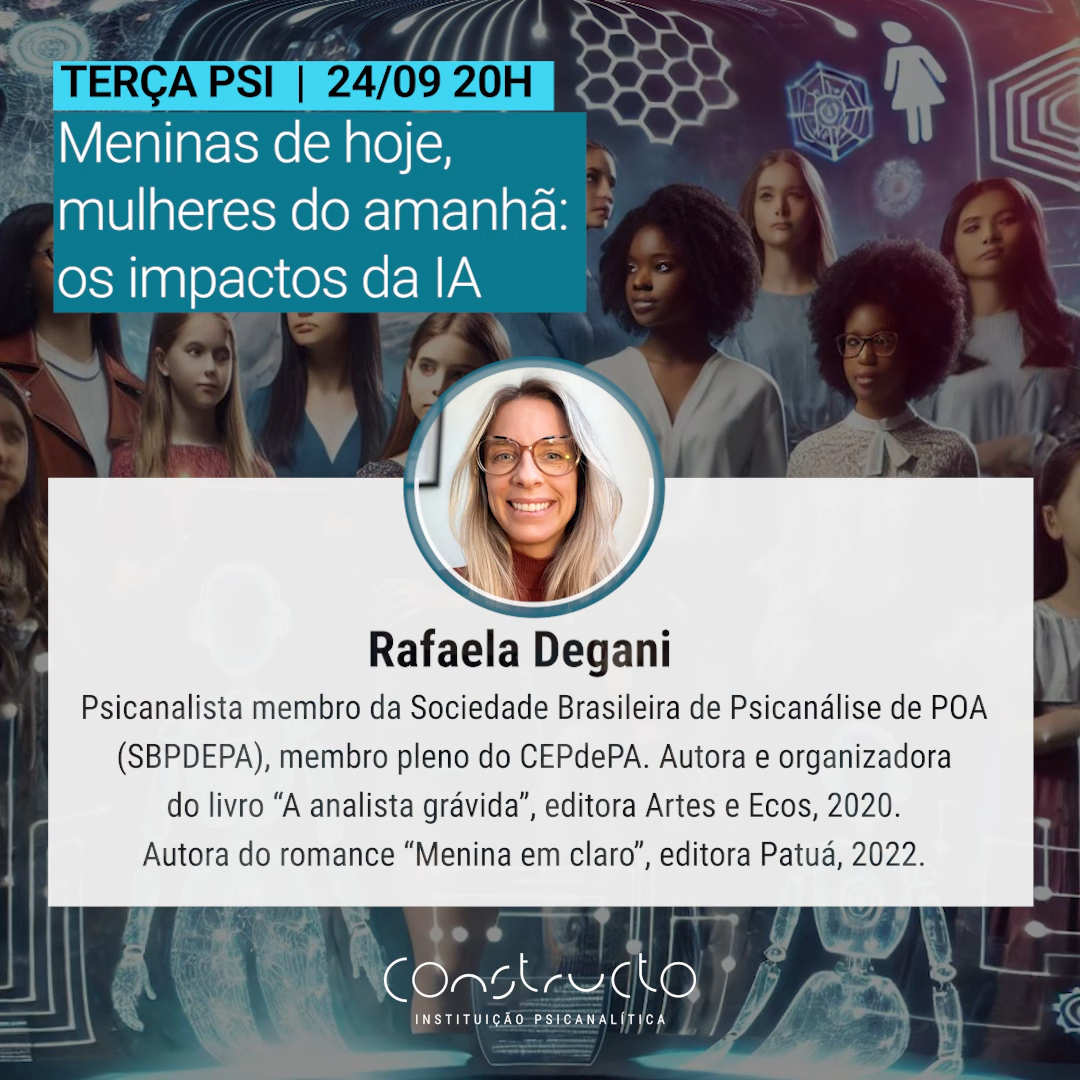 TERÇA PSI | 24/09 20H
Meninas de hoje,
mulheres do amanhã:
os impactos da IA
Rafaela Degani
Psicanalista membro da Sociedade Brasileira de Psicanálise de POA
(SBPDEPA), membro pleno do CEPdePA. Autora e organizadora
do livro “A analista grávida”, editora Artes e Ecos, 2020.
Autora do romance “Menina em claro”, editora Patuá, 2022.
constructo
INSTITUIÇÃO PSICANALÍTICA